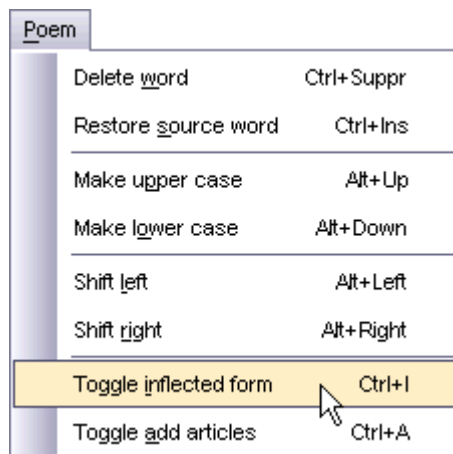 Poem
Delete word Ctrl+Suppr
Restore source word Ctrl+Ins
Make upper case Alt+Up
Make lower case Alt+Down
Shift left Alt+Left
Shift right Alt+Right
Toggle inflected form Ctrl+I
Toggle add articles Ctrl+A